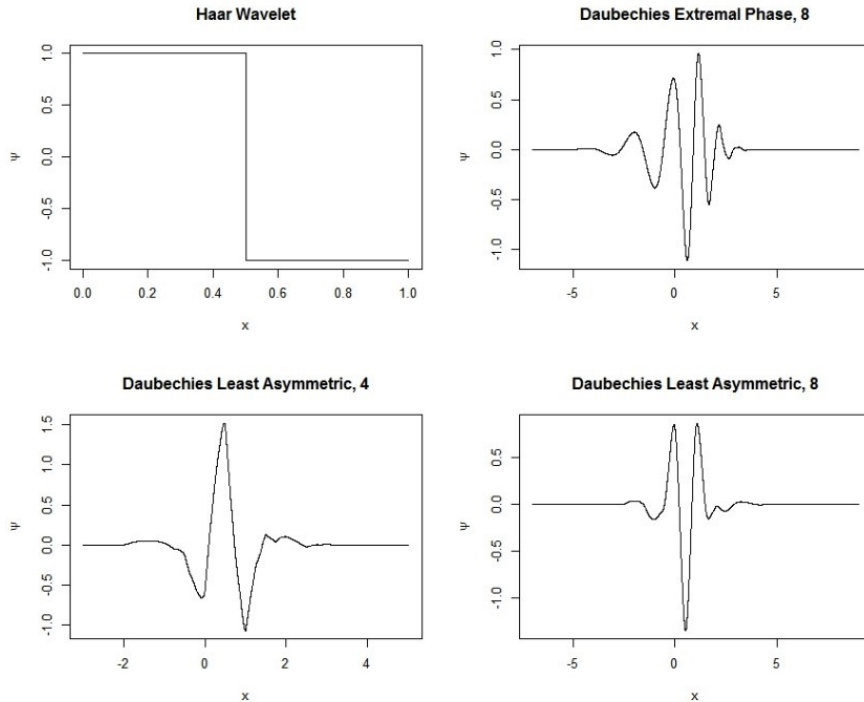 Haar Wavelet
ψ
1.0
0.5
0.0
-0.5
-1.0
0.0 0.2 0.4 0.6 0.8 1.0
x
Daubechies Extremal Phase, 8
ψ
1.0
0.5
0.0
-0.5
-1.0
-5 0 5
x
Daubechies Least Asymmetric, 4
ψ
1.5
1.0
0.5
0.0
-0.5
-1.0
-2 0 2 4
x
Daubechies Least Asymmetric, 8
ψ
0.5
0.0
-0.5
-1.0
-5 0 5
x